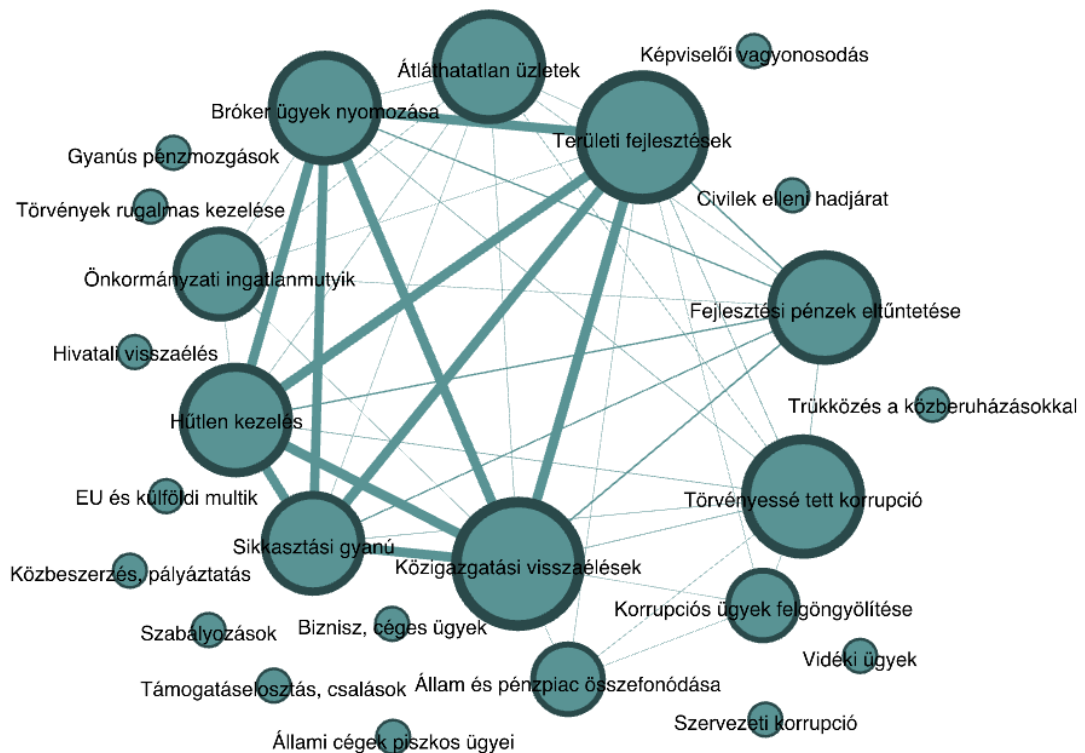 Képviselői vagyonosodás
Átláthatatlan üzletek
Bróker ügyek nyomozása
Területi fejlesztések
Gyanús pénzmozgások
Civilek elleni hadjárat
Törvények rugalmas kezelése
Önkormányzati ingatlanmutyik
Fejlesztési pénzek eltűntetése
Hivatali visszaélés
Trükközés a közberuházásokkal
Hűtlen kezelés
EU és külföldi multik
Törvényessé tett korrupció
Sikkasztási gyanú
Közigazgatási visszaélések
Közbeszerzés, pályáztatás
Korrupciós ügyek felgöngyölítése
Biznisz, céges ügyek
Szabályozások
Vidéki ügyek
Állam és pénzpiac összefonódása
Támogatáselosztás, csalások
Szervezeti korrupció
Állami cégek piszkos ügyei